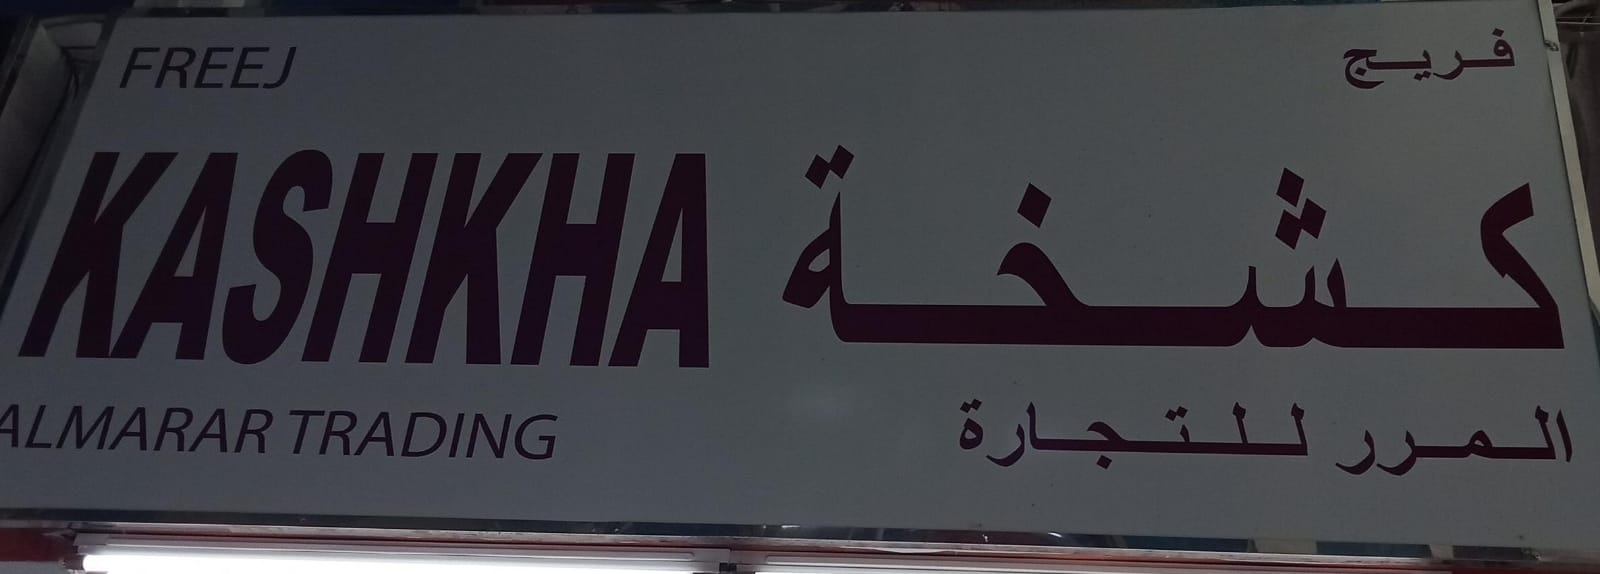 FREEJ
فريج
KASHKHA
كشخة
ALMARAR TRADING
المرر للتجارة